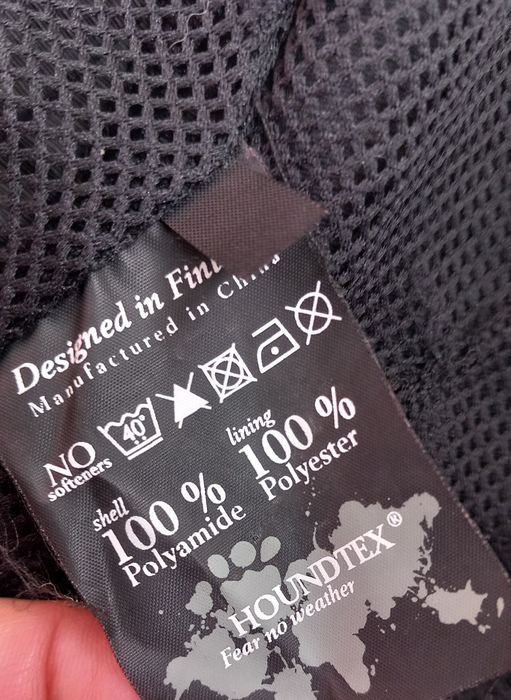 Designed in
Manufactured in China
NO
softeners
40°
shell
100 %
Polyamide
lining
100 %
Polyester
HOUNDTEX®
Fear no weather